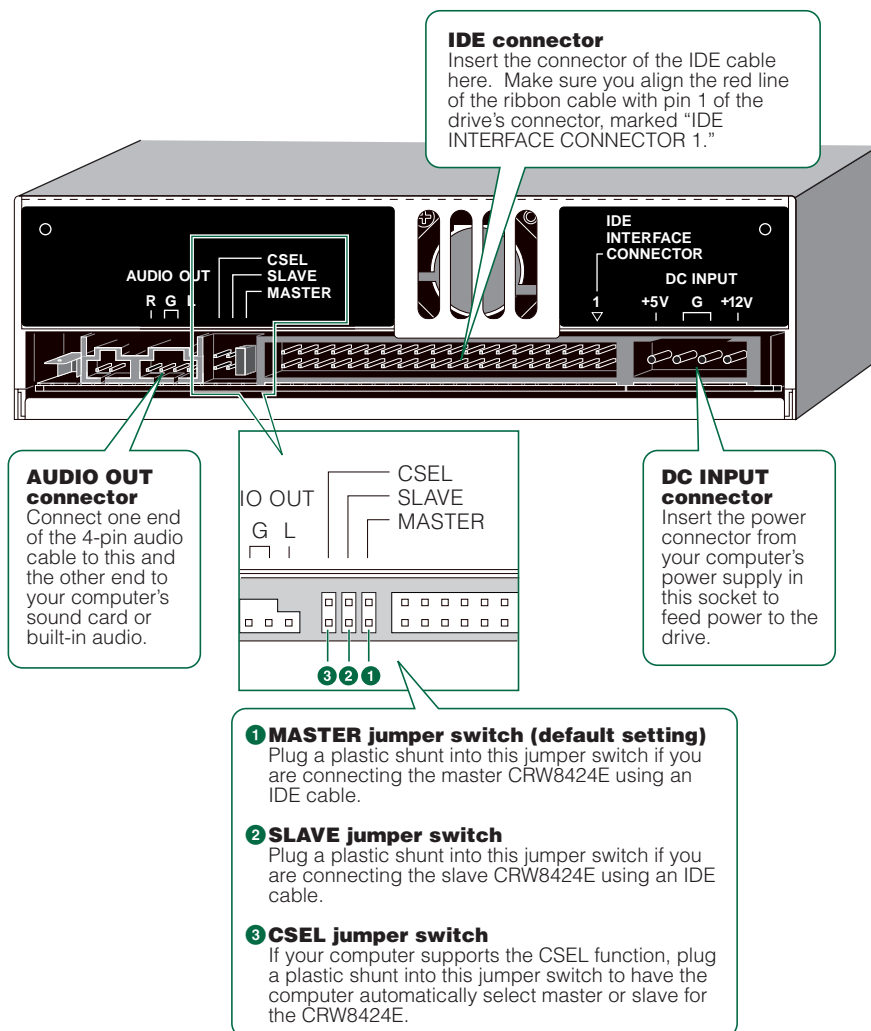 IDE connector
Insert the connector of the IDE cable
here.  Make sure you align the red line
of the ribbon cable with pin 1 of the
drive's connector, marked “IDE
INTERFACE CONNECTOR 1.”
AUDIO OUT
R G L
CSEL
SLAVE
MASTER
IDE
INTERFACE
CONNECTOR
1
DC INPUT
+5V G +12V
AUDIO OUT
connector
Connect one end
of the 4-pin audio
cable to this and
the other end to
your computer's
sound card or
built-in audio.
IO OUT
G L
CSEL
SLAVE
MASTER
3 2 1
DC INPUT
connector
Insert the power
connector from
your computer's
power supply in
this socket to
feed power to the
drive.
1 MASTER jumper switch (default setting)
Plug a plastic shunt into this jumper switch if you
are connecting the master CRW8424E using an
IDE cable.
2 SLAVE jumper switch
Plug a plastic shunt into this jumper switch if you
are connecting the slave CRW8424E using an IDE
cable.
3 CSEL jumper switch
If your computer supports the CSEL function, plug
a plastic shunt into this jumper switch to have the
computer automatically select master or slave for
the CRW8424E.